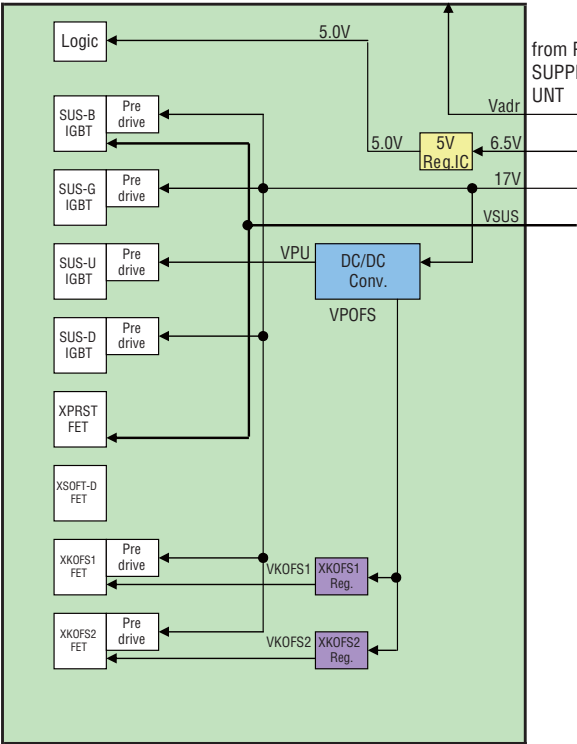 Logic
5.0V
from
SUPP
UNT
Vadr
SUS-B
IGBT
Pre
drive
5.0V
5V
Reg.IC
6.5V
SUS-G
IGBT
Pre
drive
17V
VSUS
SUS-U
IGBT
Pre
drive
VPU
DC/DC
Conv.
VPOFS
SUS-D
IGBT
Pre
drive
XPRST
FET
XSOFT-D
FET
XKOFS1
FET
Pre
drive
VKOFS1
XKOFS1
Reg.
XKOFS2
FET
Pre
drive
VKOFS2
XKOFS2
Reg.